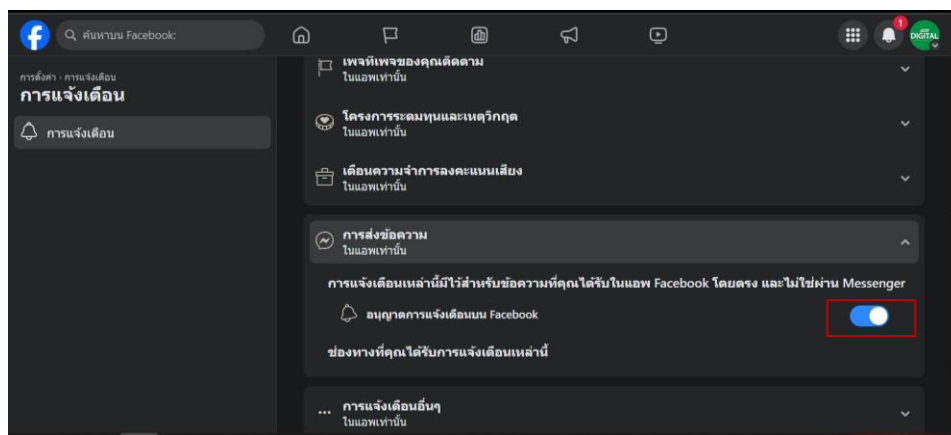 ค้นหาบน Facebook:
1
DIGITAL
การตั้งค่า › การแจ้งเตือน
การแจ้งเตือน
การแจ้งเตือน
เพจที่เพจของคุณติดตาม
ในแอพเท่านั้น
โครงการระดมทุนและเหตุวิกฤต
ในแอพเท่านั้น
เตือนความจำการลงคะแนนเสียง
ในแอพเท่านั้น
การส่งข้อความ
ในแอพเท่านั้น
การแจ้งเตือนเหล่านี้มีไว้สำหรับข้อความที่คุณได้รับในแอพ Facebook โดยตรง และไม่ใช่ผ่าน Messenger
อนุญาตการแจ้งเตือนบน Facebook
ช่องทางที่คุณได้รับการแจ้งเตือนเหล่านี้
การแจ้งเตือนอื่นๆ
ในแอพเท่านั้น